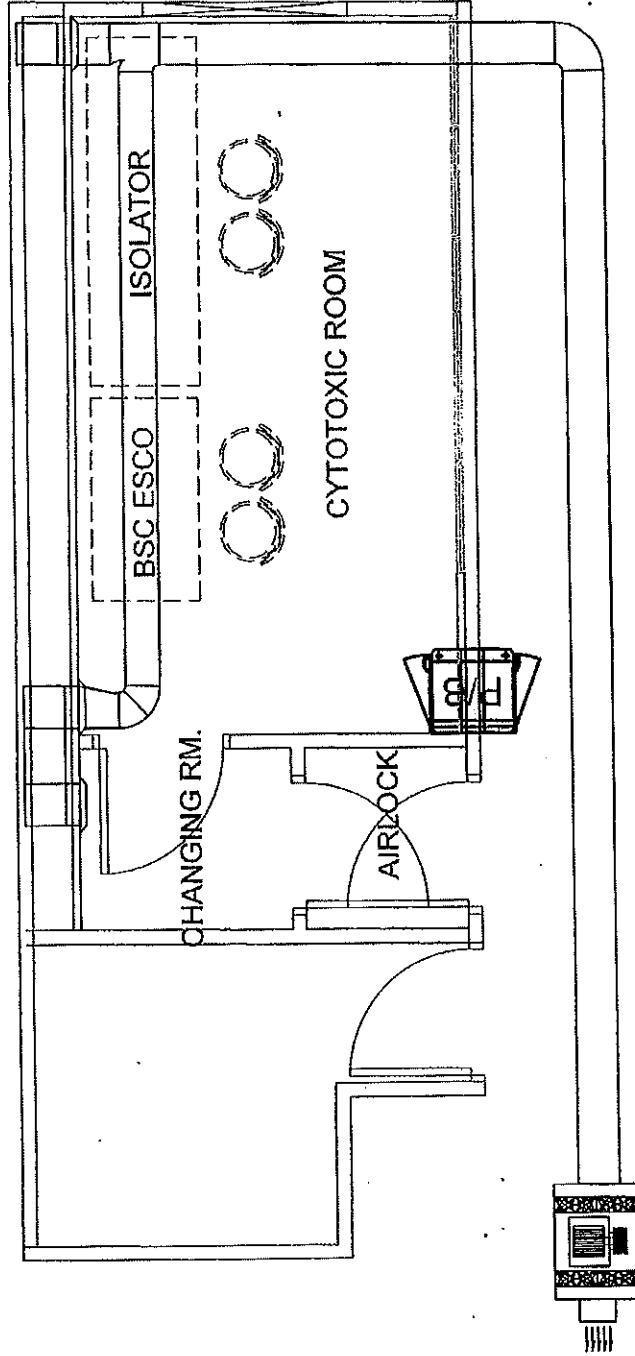 BSC ESCO
ISOLATOR
CYTOTOXIC ROOM
CHANGING RM.
AIRLOCK
P/B